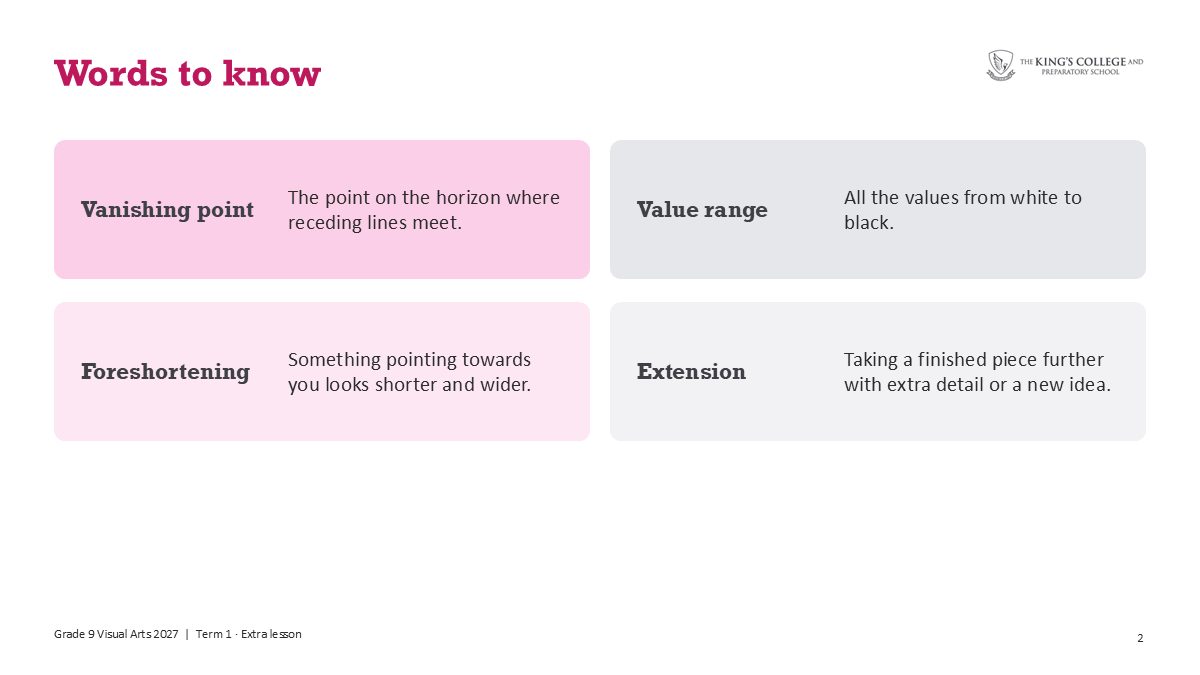 Words to know
THE KING'S COLLEGE AND
PREPARATORY SCHOOL
Vanishing point
The point on the horizon where
receding lines meet.
Value range
All the values from white to
black.
Foreshortening
Something pointing towards
you looks shorter and wider.
Extension
Taking a finished piece further
with extra detail or a new idea.
Grade 9 Visual Arts 2027 | Term 1 · Extra lesson
2